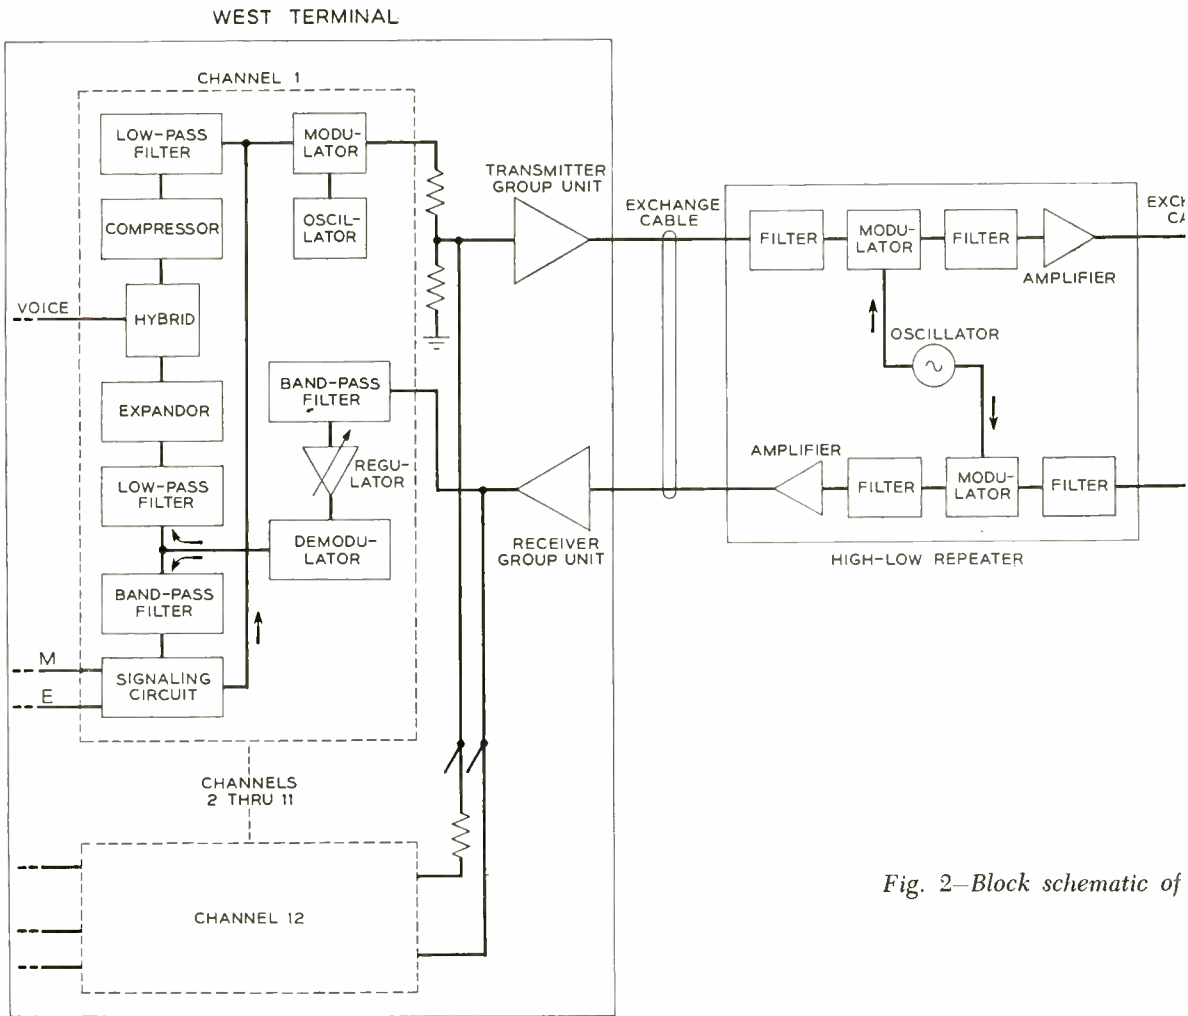 WEST TERMINAL
CHANNEL 1
LOW-PASS
FILTER
MODU-
LATOR
COMPRESSOR
OSCIL-
LATOR
VOICE
HYBRID
EXPANDOR
BAND-PASS
FILTER
REGU-
LATOR
LOW-PASS
FILTER
DEMODU-
LATOR
BAND-PASS
FILTER
M
E
SIGNALING
CIRCUIT
CHANNELS
2 THRU 11
CHANNEL 12
TRANSMITTER
GROUP UNIT
RECEIVER
GROUP UNIT
EXCHANGE
CABLE
FILTER
MODU-
LATOR
FILTER
AMPLIFIER
OSCILLATOR
AMPLIFIER
FILTER
MODU-
LATOR
FILTER
HIGH-LOW REPEATER
Fig. 2—Block schematic of